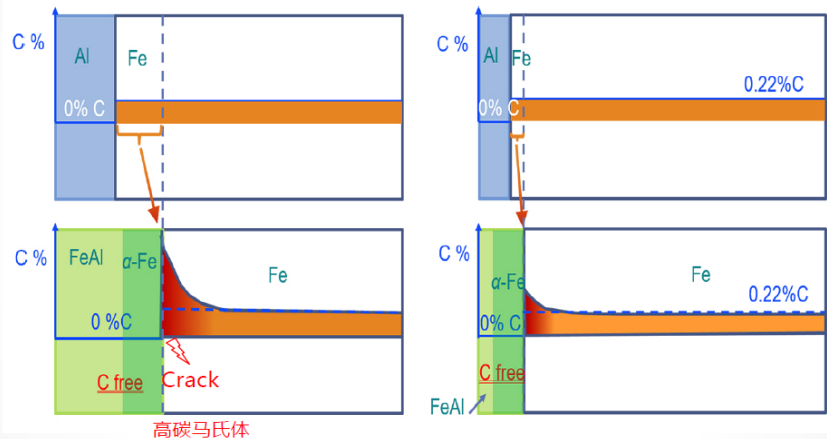 C %
Al
Fe
0% C
C %
Al
Fe
0.22%C
0% C
C %
FeAl
α-Fe
Fe
0 %C
C free
Crack
高碳马氏体
C %
α-Fe
Fe
0.22%C
0% C
C free
FeAl